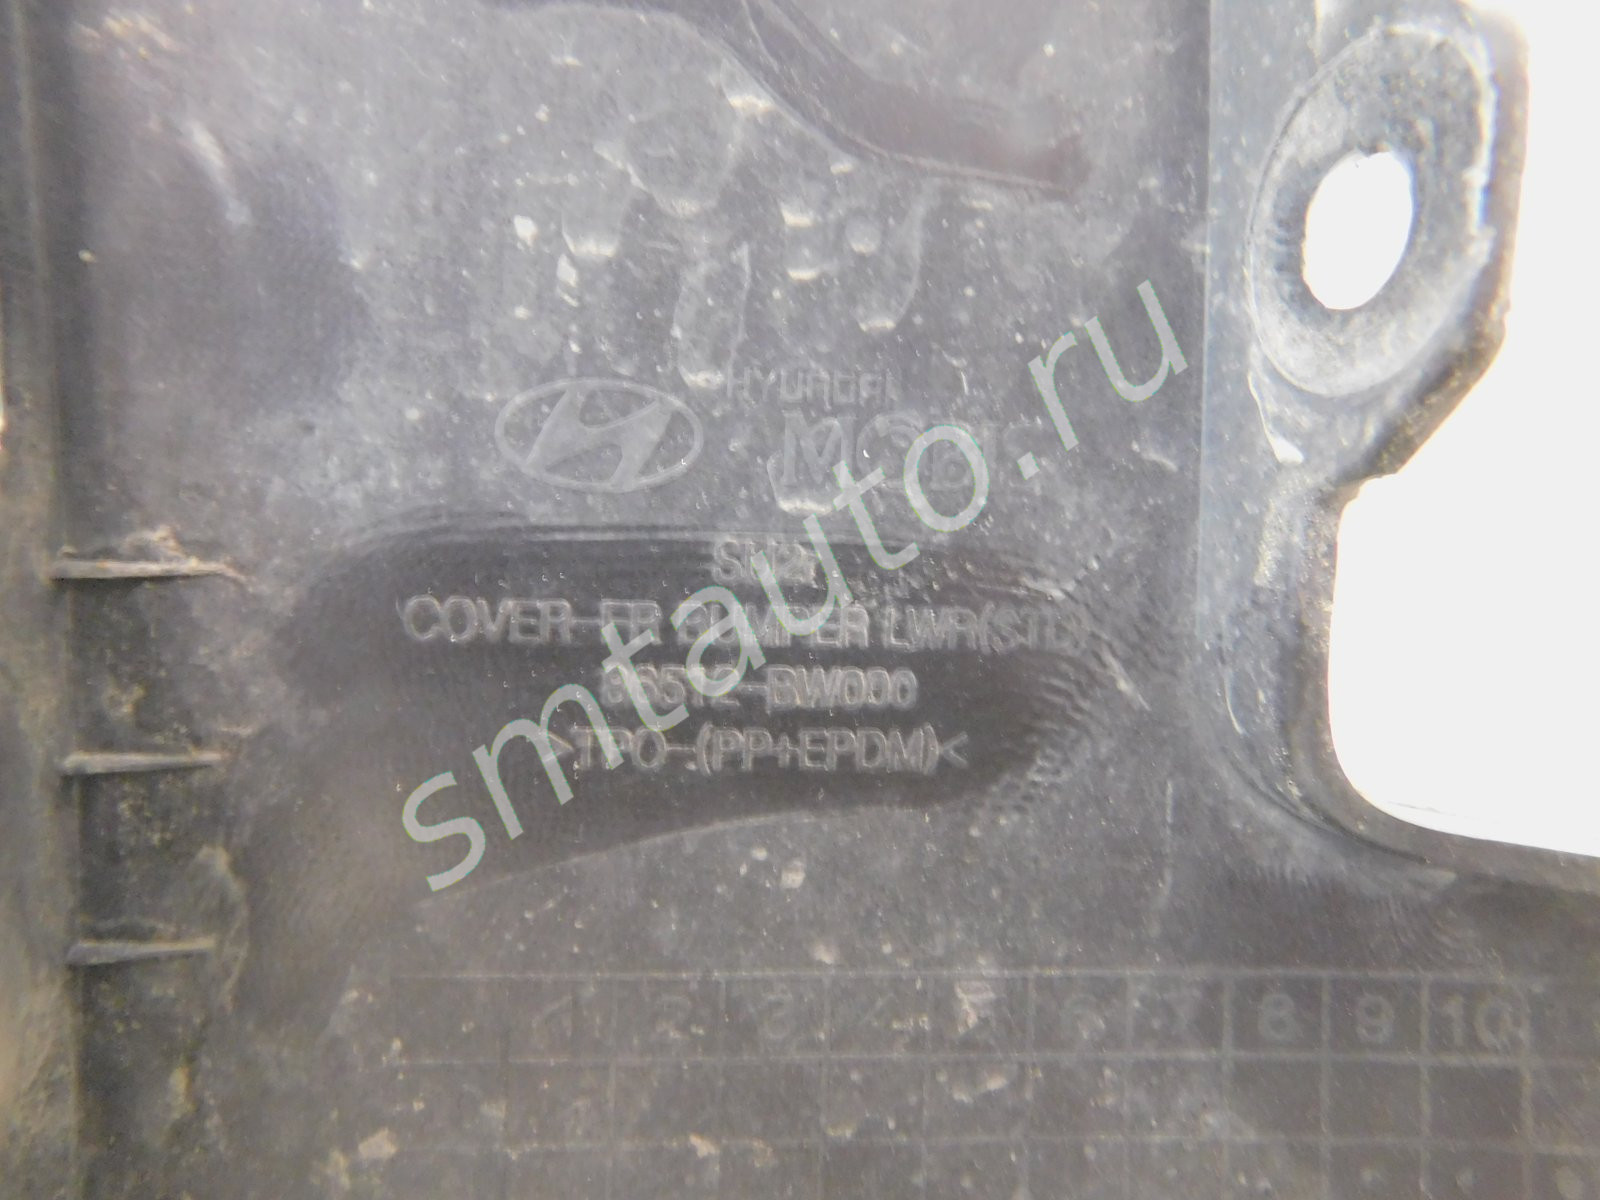 HYUNDAI
MOBIS
COVER-FR BUMPER LWR(STD)
86512-BW000
>TPO-(PP+EPDM)<
1 2 3 4 5 6 7 8 9 10
smtauto.ru